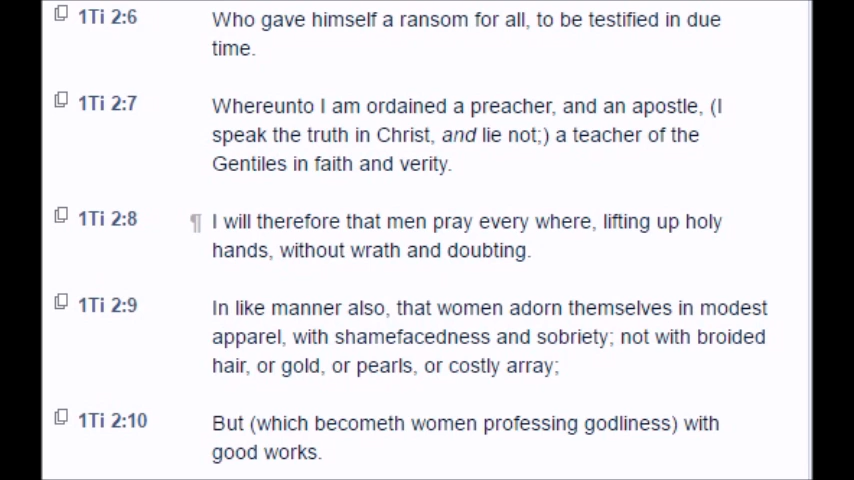 1Ti 2:6 Who gave himself a ransom for all, to be testified in due
time.
1Ti 2:7 Whereunto I am ordained a preacher, and an apostle, (I
speak the truth in Christ, and lie not;) a teacher of the
Gentiles in faith and verity.
1Ti 2:8 ¶ I will therefore that men pray every where, lifting up holy
hands, without wrath and doubting.
1Ti 2:9 In like manner also, that women adorn themselves in modest
apparel, with shamefacedness and sobriety; not with broided
hair, or gold, or pearls, or costly array;
1Ti 2:10 But (which becometh women professing godliness) with
good works.